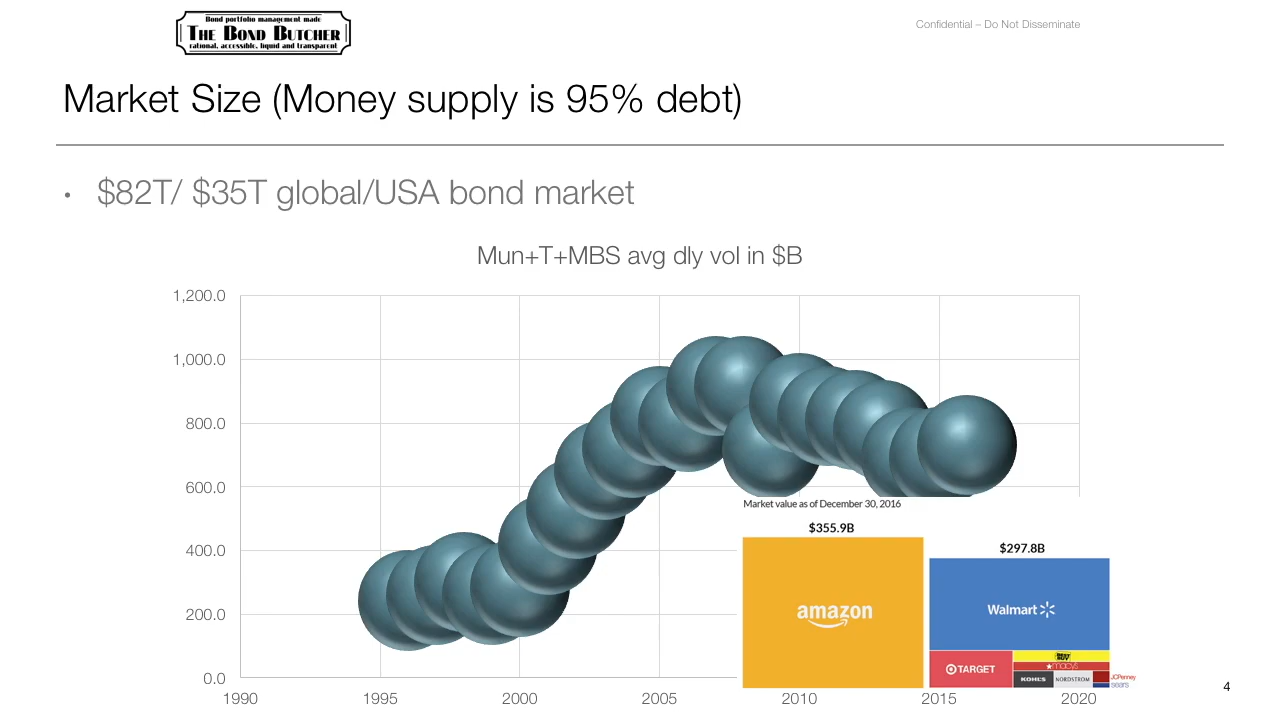 Bond portfolio management made
THE BOND BUTCHER
rational, accessible, liquid and transparent
Confidential – Do Not Disseminate
Market Size (Money supply is 95% debt)
• $82T/ $35T global/USA bond market
Mun+T+MBS avg dly vol in $B
1,200.0
1,000.0
800.0
600.0
400.0
200.0
0.0
1990 1995 2000 2005 2010 2015 2020
Market value as of December 30, 2016
$355.9B
$297.8B
amazon
Walmart
TARGET
BEST BUY
macy's
KOHL'S
NORDSTROM
JCPenney
sears
4